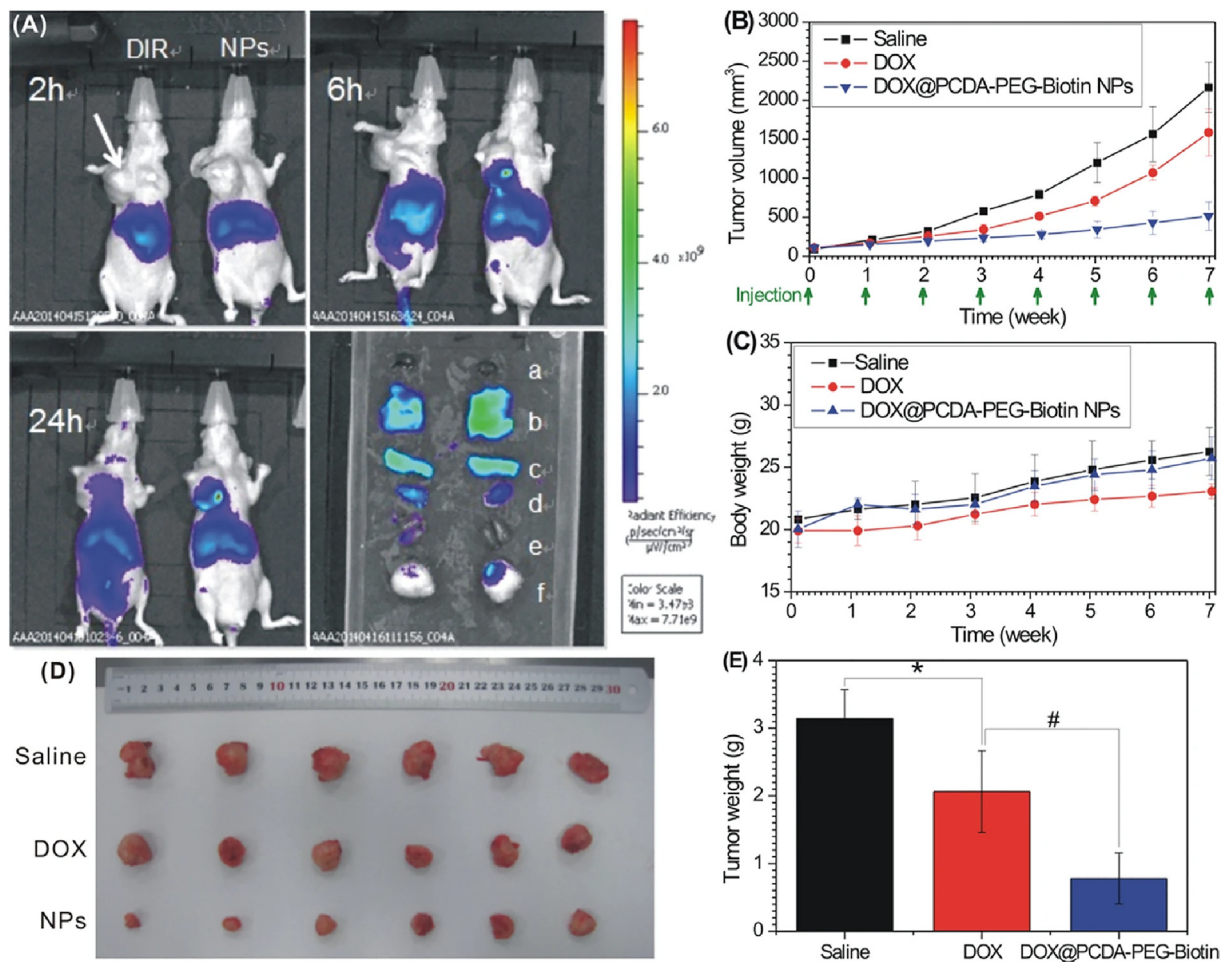 (A)
DIR NPs
2h
6h
24h
AAA20140416111156_C04A
a
b
c
d
e
f
6.0
4.0 x10⁹
2.0
Radiant Efficiency
Color Scale
Min = 3.47e3
Max = 7.71e9
(B)
Saline
DOX
DOX@PCDA-PEG-Biotin NPs
Tumor volume (mm³)
3000
2500
2000
1500
1000
500
0
0 1 2 3 4 5 6 7
Injection
Time (week)
(C)
Saline
DOX
DOX@PCDA-PEG-Biotin NPs
Body weight (g)
35
30
25
20
15
0 1 2 3 4 5 6 7
Time (week)
(D)
1 2 3 4 5 6 7 8 9 10 11 12 13 14 15 16 17 18 19 20 21 22 23 24 25 26 27 28 29 30
Saline
DOX
NPs
(E)
Tumor weight (g)
4
3
2
1
0
*
#
Saline DOX DOX@PCDA-PEG-Biotin